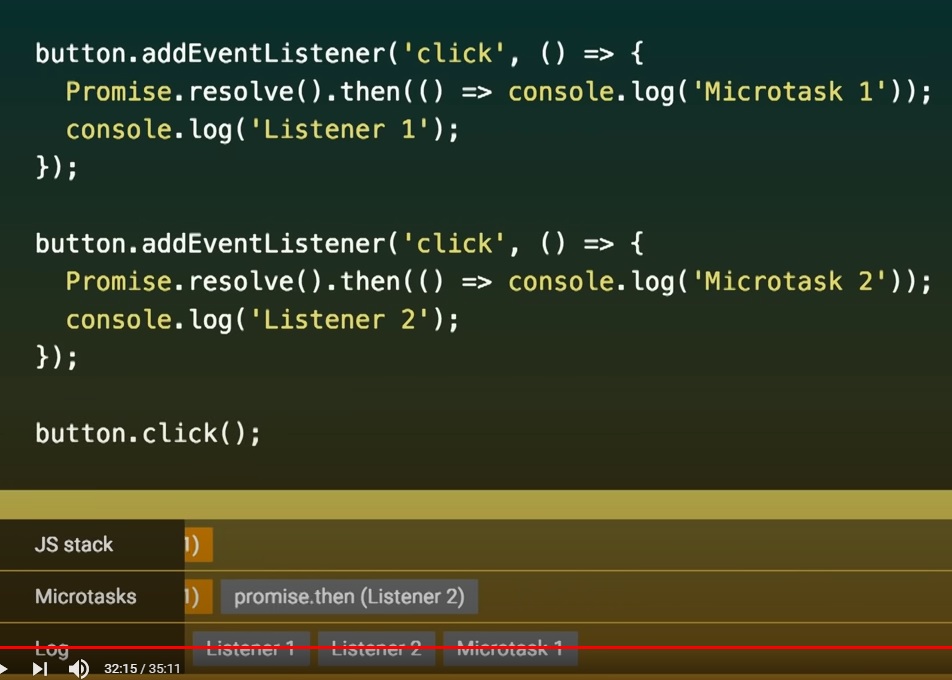 button.addEventListener('click', () => {
Promise.resolve().then(() => console.log('Microtask 1'));
console.log('Listener 1');
});
button.addEventListener('click', () => {
Promise.resolve().then(() => console.log('Microtask 2'));
console.log('Listener 2');
});
button.click();
JS stack 1)
Microtasks 1) promise.then (Listener 2)
Log Listener 1 Listener 2 Microtask 1
32:15 / 35:11